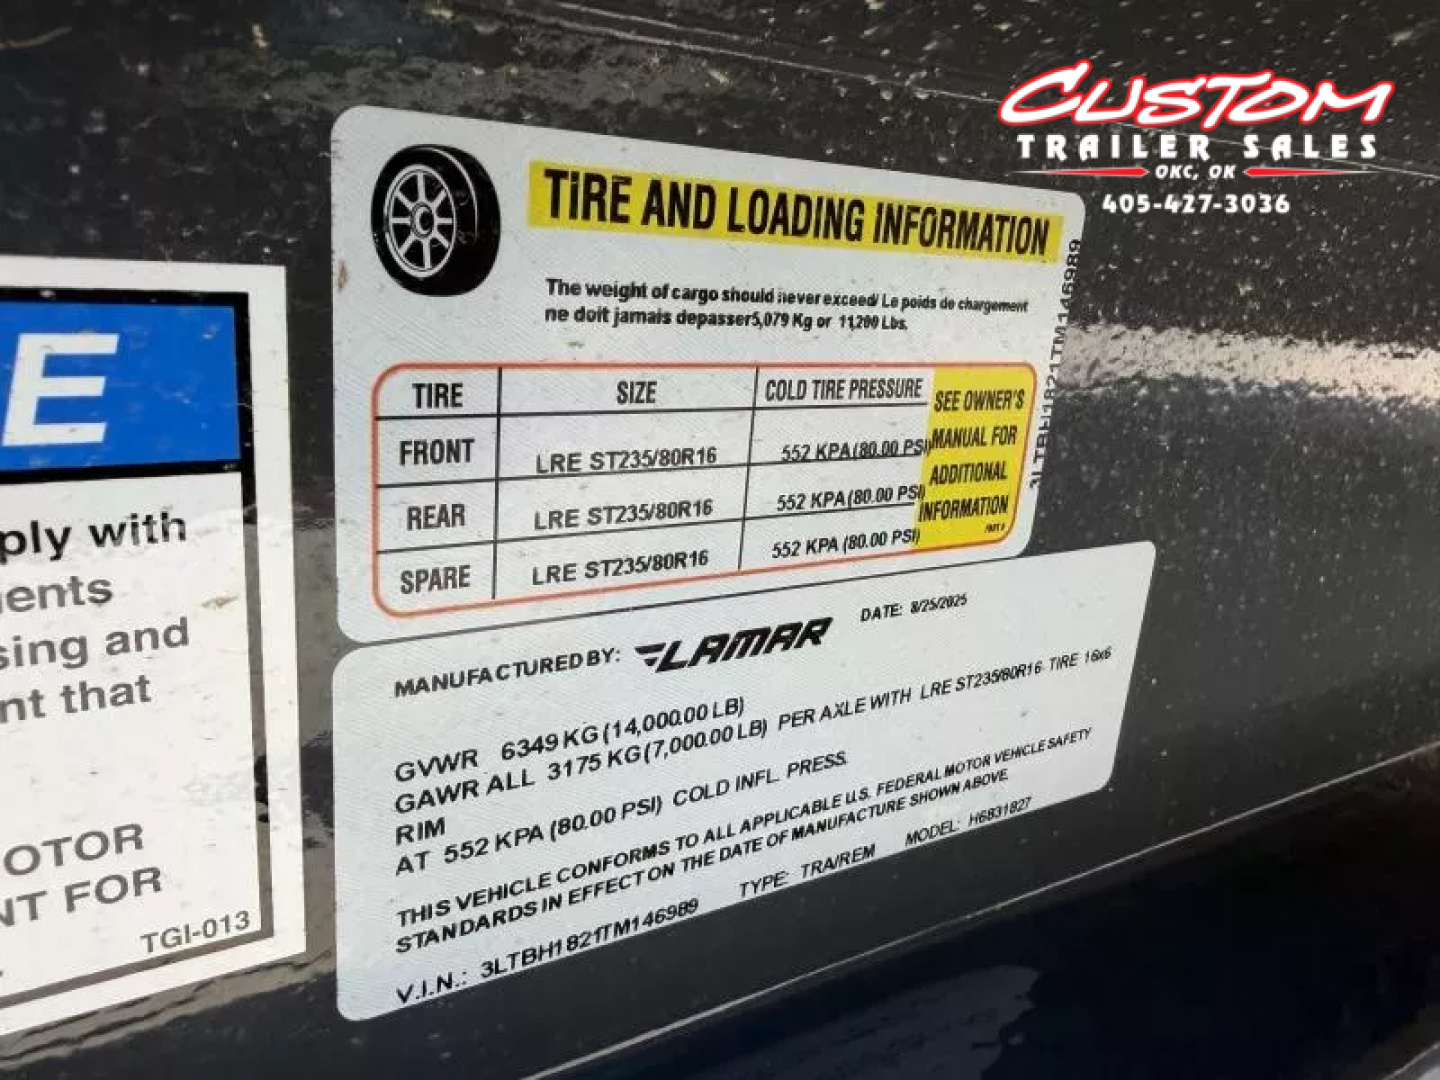 CUSTOM
TRAILER SALES
OKC, OK
405-427-3036
TIRE AND LOADING INFORMATION
The weight of cargo should never exceed/ Le poids de chargement
ne doit jamais depasser5,079 Kg or 11,200 Lbs.
TIRE SIZE COLD TIRE PRESSURE
FRONT LRE ST235/80R16 552 KPA (80.00 PSI)
REAR LRE ST235/80R16 552 KPA (80.00 PSI)
SPARE LRE ST235/80R16 552 KPA (80.00 PSI)
SEE OWNER'S
MANUAL FOR
ADDITIONAL
INFORMATION
3LTBH1821TM146989
MANUFACTURED BY: LAMAR DATE: 8/25/2025
GVWR 6349 KG (14,000.00 LB)
GAWR ALL 3175 KG (7,000.00 LB) PER AXLE WITH LRE ST235/80R16 TIRE 16x6
RIM
AT 552 KPA (80.00 PSI) COLD INFL. PRESS.
THIS VEHICLE CONFORMS TO ALL APPLICABLE U.S. FEDERAL MOTOR VEHICLE SAFETY
STANDARDS IN EFFECT ON THE DATE OF MANUFACTURE SHOWN ABOVE.
V.I.N.: 3LTBH1821TM146989 TYPE: TRA/REM MODEL: H6831827
E
ply with
ents
sing and
nt that
OTOR
NT FOR
TGI-013